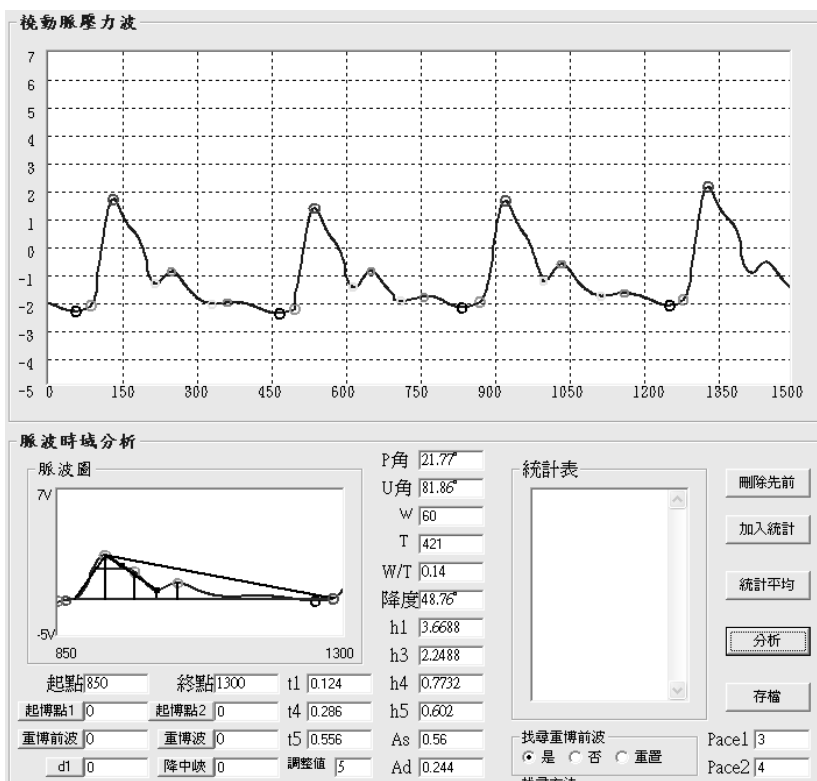 橈動脈壓力波
7
6
5
4
3
2
1
0
-1
-2
-3
-4
-5 0 150 300 450 600 750 900 1050 1200 1350 1500
脈波時域分析
脈波圖
7V
-5V
850 1300
P角 21.77°
U角 81.86°
W 60
T 421
W/T 0.14
降度 48.76°
h1 3.6688
h3 2.2488
h4 0.7732
h5 0.602
As 0.56
Ad 0.244
起點 850 終點 1300 t1 0.124
起博點1 0 起博點2 0 t4 0.286
重博前波 0 重博波 0 t5 0.556
d1 0 降中峽 0 調整值 5
統計表
刪除先前
加入統計
統計平均
分析
存檔
找尋重博前波
是 否 重置
Pace1 3
Pace2 4